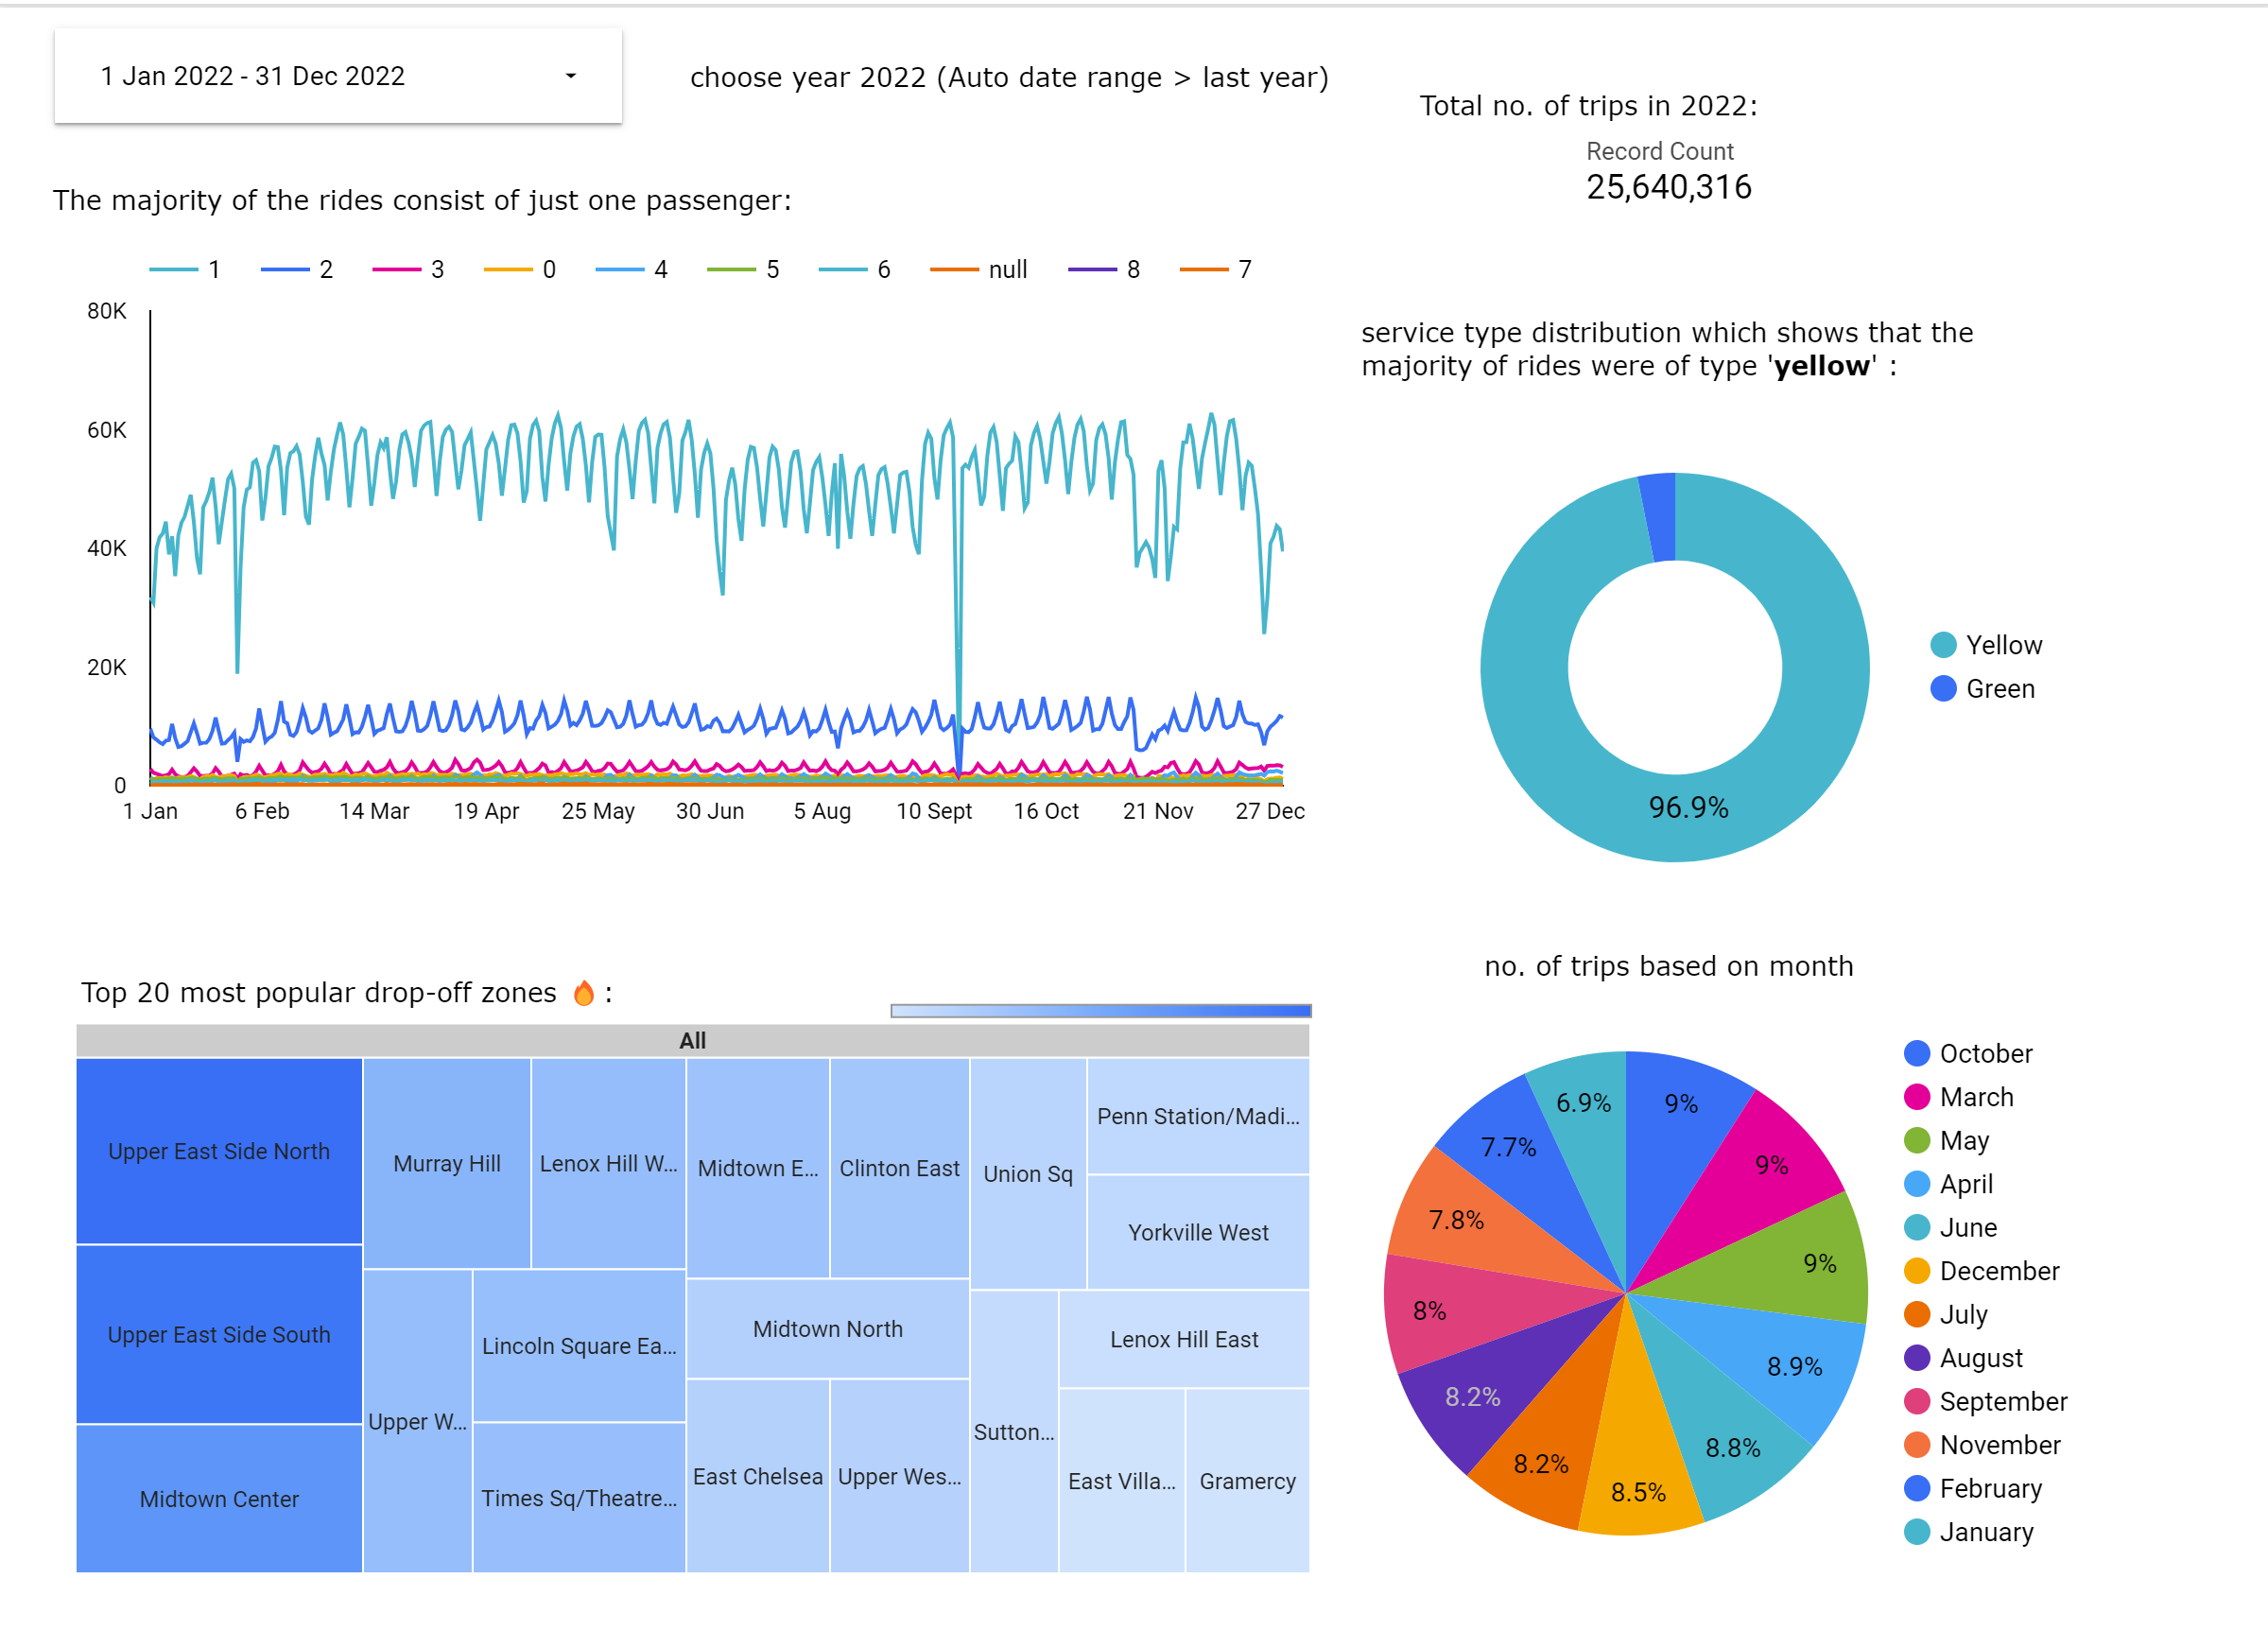 1 Jan 2022 - 31 Dec 2022
choose year 2022 (Auto date range > last year)
Total no. of trips in 2022:
Record Count
25,640,316
The majority of the rides consist of just one passenger:
1 2 3 0 4 5 6 null 8 7
80K
60K
40K
20K
0
1 Jan 6 Feb 14 Mar 19 Apr 25 May 30 Jun 5 Aug 10 Sept 16 Oct 21 Nov 27 Dec
service type distribution which shows that the
majority of rides were of type 'yellow' :
96.9%
Yellow
Green
Top 20 most popular drop-off zones 🔥 :
All
Upper East Side North
Upper East Side South
Midtown Center
Murray Hill
Lenox Hill W...
Upper W...
Lincoln Square Ea...
Times Sq/Theatre...
Midtown E...
Clinton East
Midtown North
East Chelsea
Upper Wes...
Union Sq
Penn Station/Madi...
Yorkville West
Sutton...
Lenox Hill East
East Villa...
Gramercy
no. of trips based on month
9%
9%
9%
8.9%
8.8%
8.5%
8.2%
8.2%
8%
7.8%
7.7%
6.9%
October
March
May
April
June
December
July
August
September
November
February
January